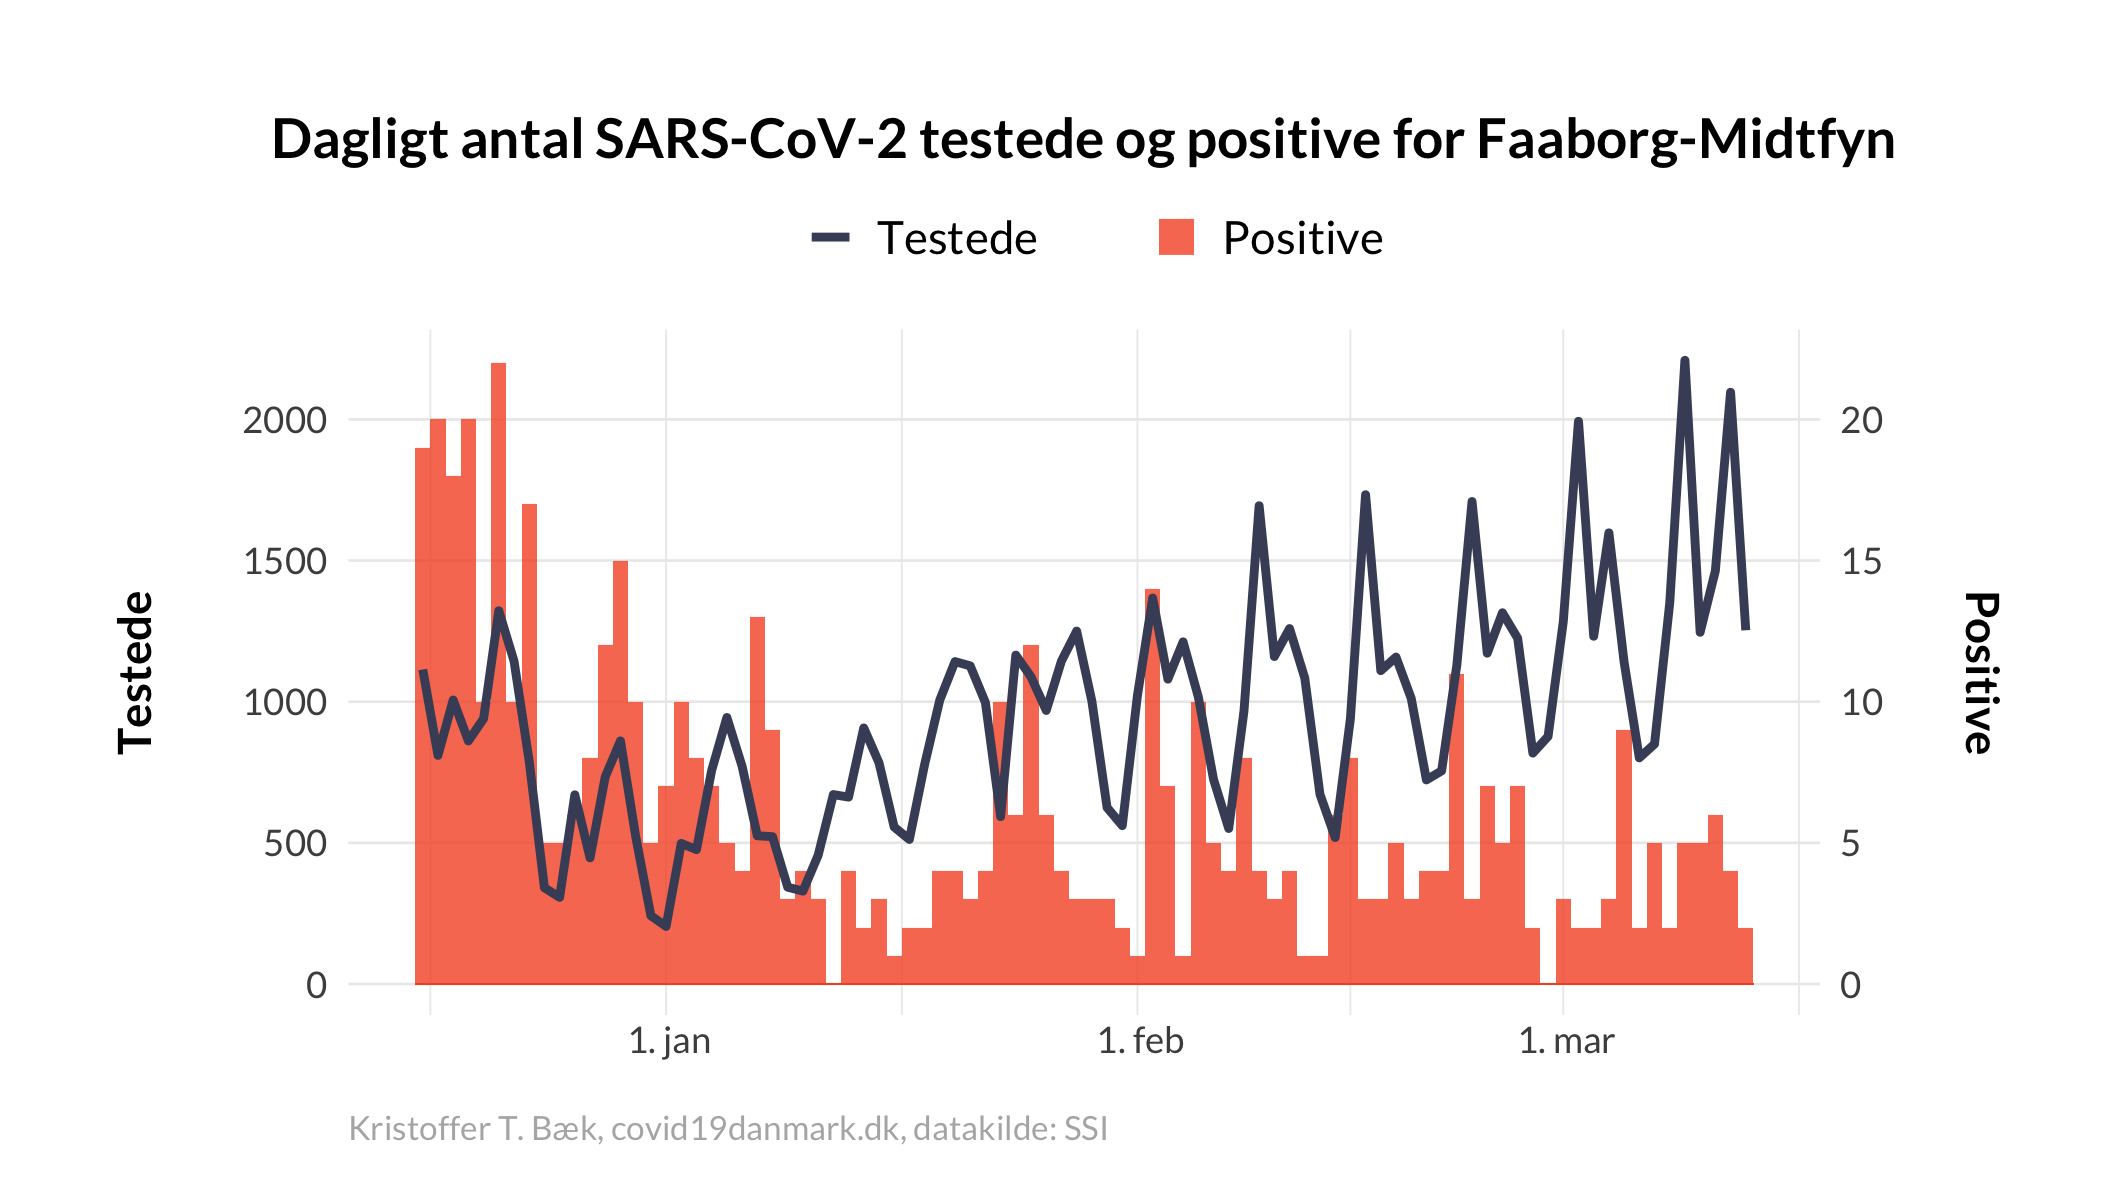 Dagligt antal SARS-CoV-2 testede og positive for Faaborg-Midtfyn
Testede
Positive
Testede
2000
1500
1000
500
0
20
15
10
5
0
Positive
1. jan
1. feb
1. mar
Kristoffer T. Bæk, covid19danmark.dk, datakilde: SSI